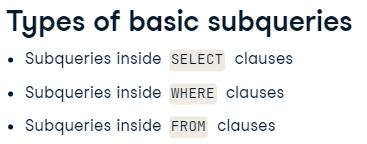 Types of basic subqueries
• Subqueries inside SELECT clauses
• Subqueries inside WHERE clauses
• Subqueries inside FROM clauses